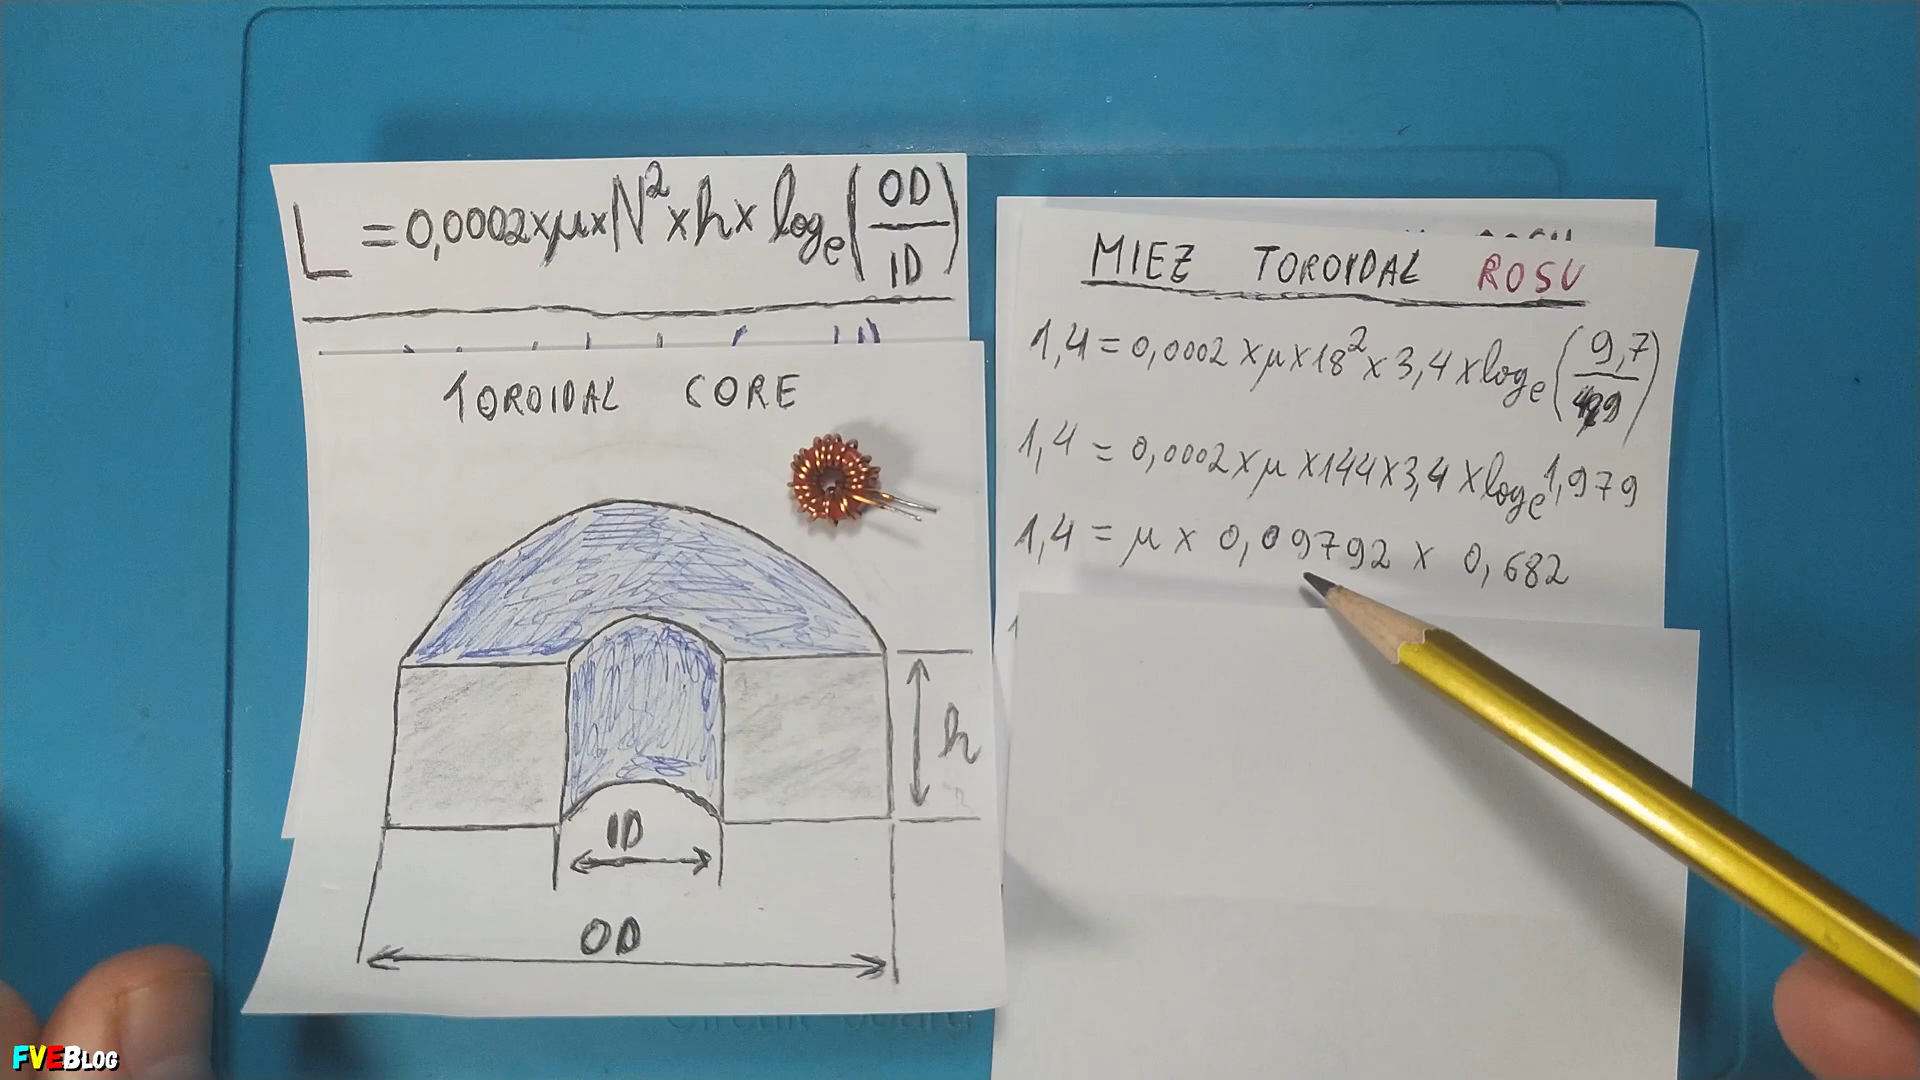 L = 0,0002 x µ x N² x h x logₑ (OD/ID)
TOROIDAL CORE
ID
OD
h
MIEZ TOROIDAL ROSU
1,4 = 0,0002 x µ x 18² x 3,4 x logₑ (9,7/4,9)
1,4 = 0,0002 x µ x 144 x 3,4 x logₑ 1,979
1,4 = µ x 0,09792 x 0,682
Circuit board
FVEBLOG